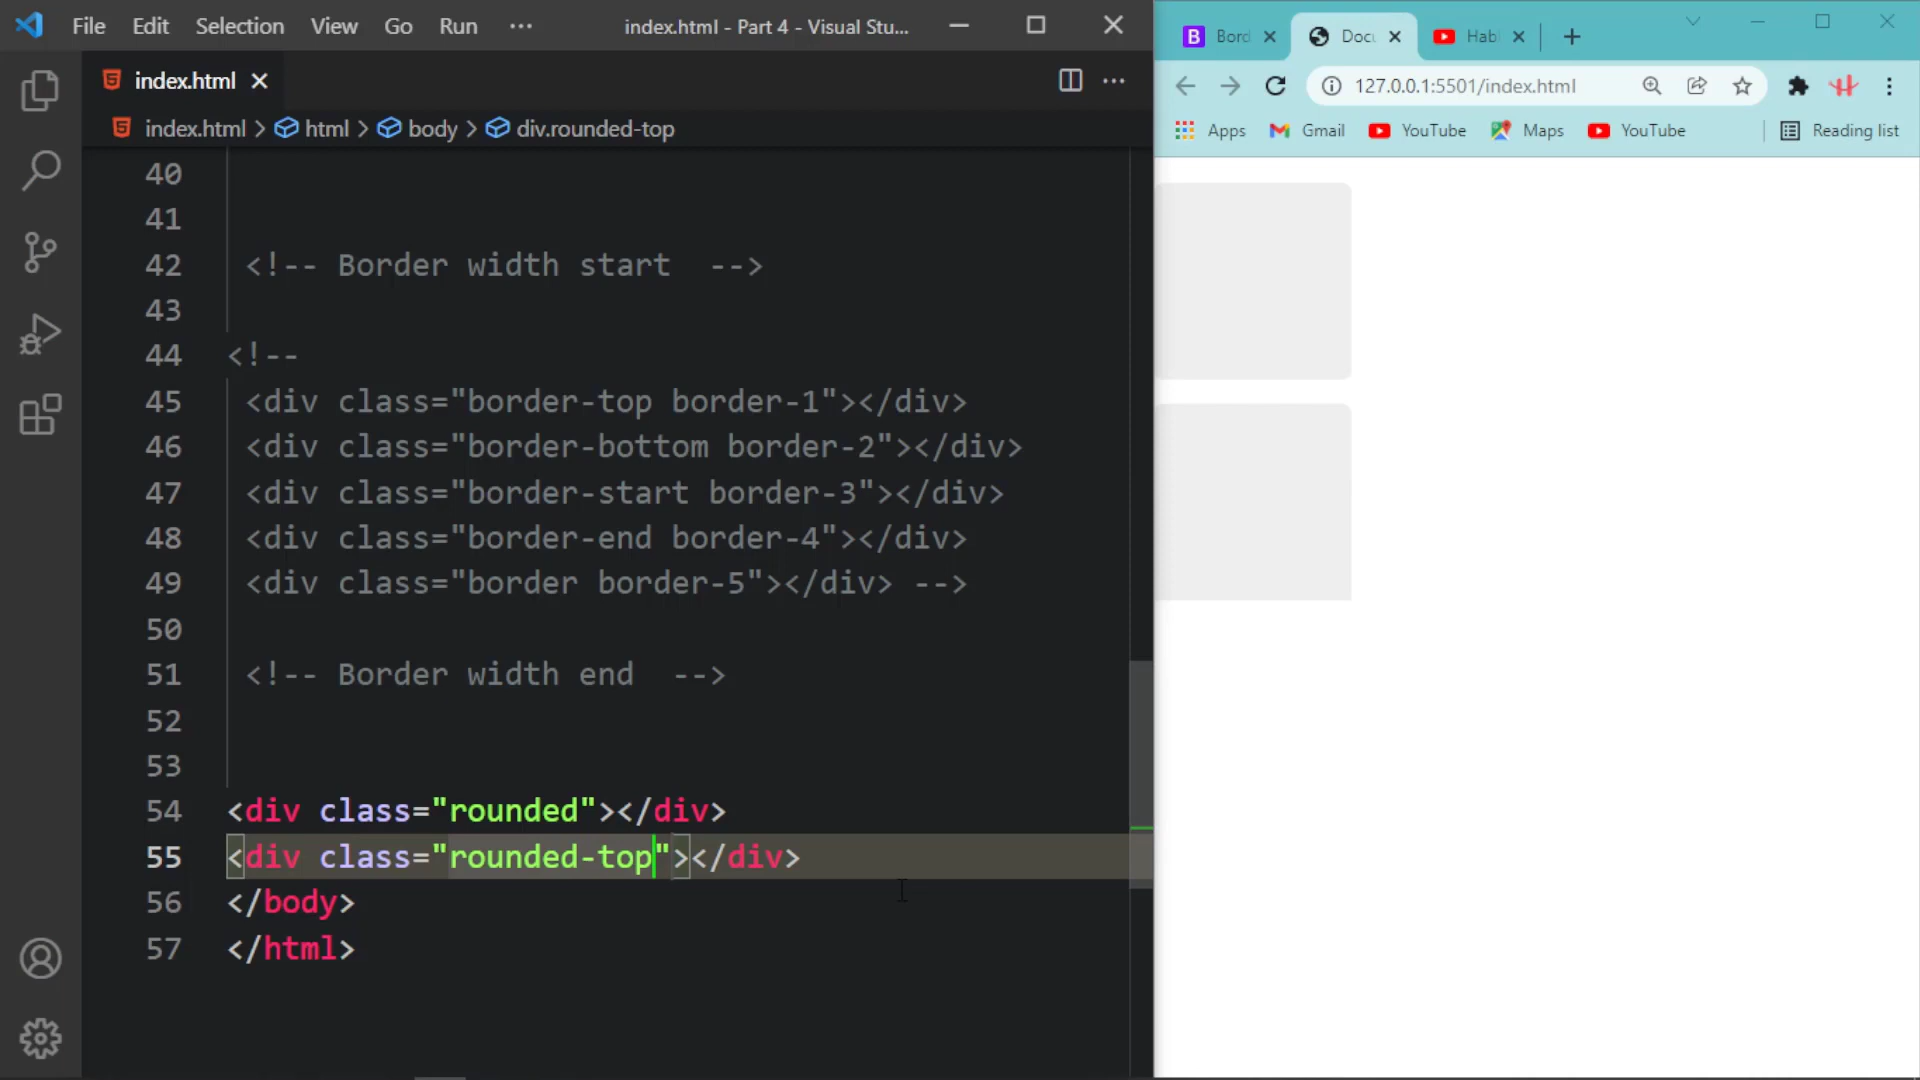 File Edit Selection View Go Run ··· index.html - Part 4 - Visual Stu...
index.html
index.html > html > body > div.rounded-top
40
41
42 <!-- Border width start -->
43
44 <!--
45 <div class="border-top border-1"></div>
46 <div class="border-bottom border-2"></div>
47 <div class="border-start border-3"></div>
48 <div class="border-end border-4"></div>
49 <div class="border border-5"></div> -->
50
51 <!-- Border width end -->
52
53
54 <div class="rounded"></div>
55 <div class="rounded-top"></div>
56 </body>
57 </html>
B Bord Docu Habl
127.0.0.1:5501/index.html
Apps Gmail YouTube Maps YouTube Reading list